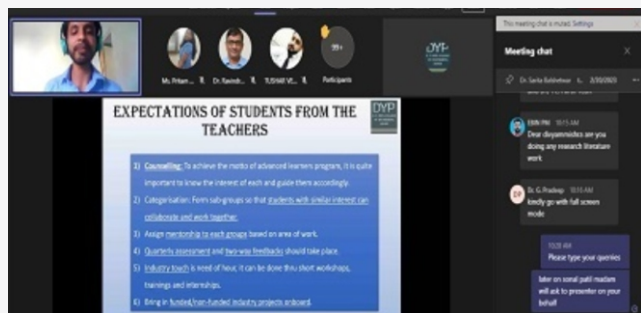 This meeting chat is muted. Settings
Meeting chat
Ms. Pritam ...
Dr. Ravindr...
TUSHAR VE...
99+
Participants
DYP
DYP
EXPECTATIONS OF STUDENTS FROM THE
TEACHERS
1) Counselling: To achieve the motto of advanced learners program, it is quite
important to know the interest of each and guide them accordingly.
2) Categorisation: Form sub-groups so that students with similar interest can
collaborate and work together.
3) Assign mentorship to each groups based on area of work.
4) Quarterly assessment and two-way feedbacks should take place.
5) Industry touch is need of hour, it can be done thru short workshops,
trainings and internships.
6) Bring in funded/non-funded industry projects onboard.
10:15 AM
Dear divyammishra are you
doing any research literature
work
DP
Dr. G. Pradeep 10:18 AM
kindly go with full screen
mode
10:20 AM
Please type your queries
later on sonal patil madam
will ask to presenter on your
behalf